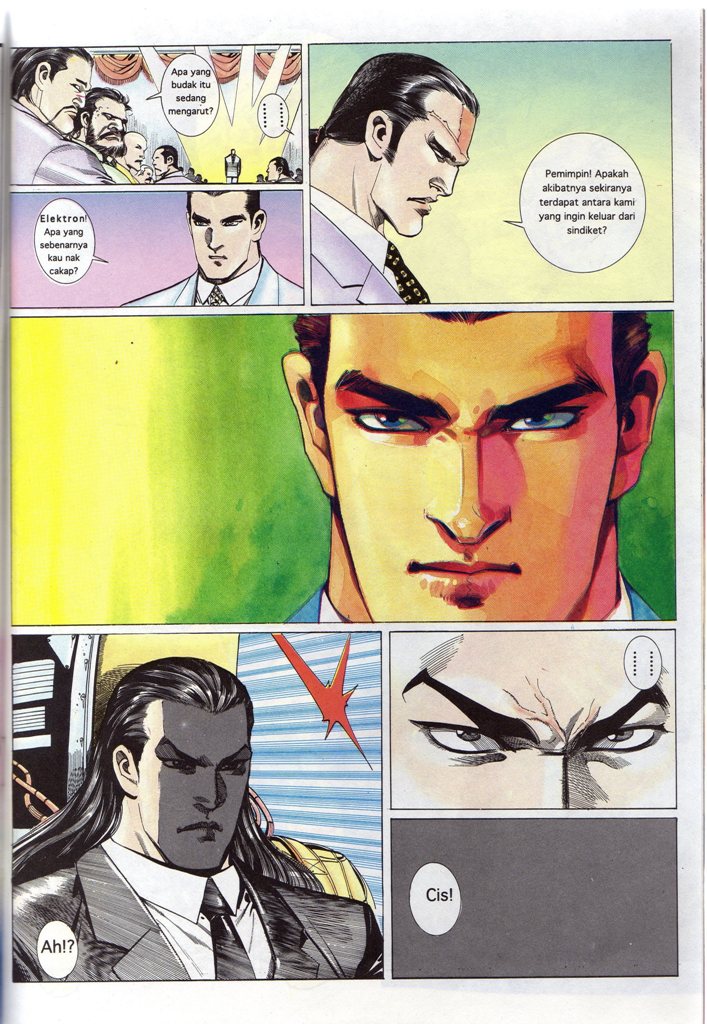 Apa yang
budak itu
sedang
mengarut?
Pemimpin! Apakah
akibatnya sekiranya
terdapat antara kami
yang ingin keluar dari
sindiket?
Elektron!
Apa yang
sebenarnya
kau nak
cakap?
Ah!?
Cis!